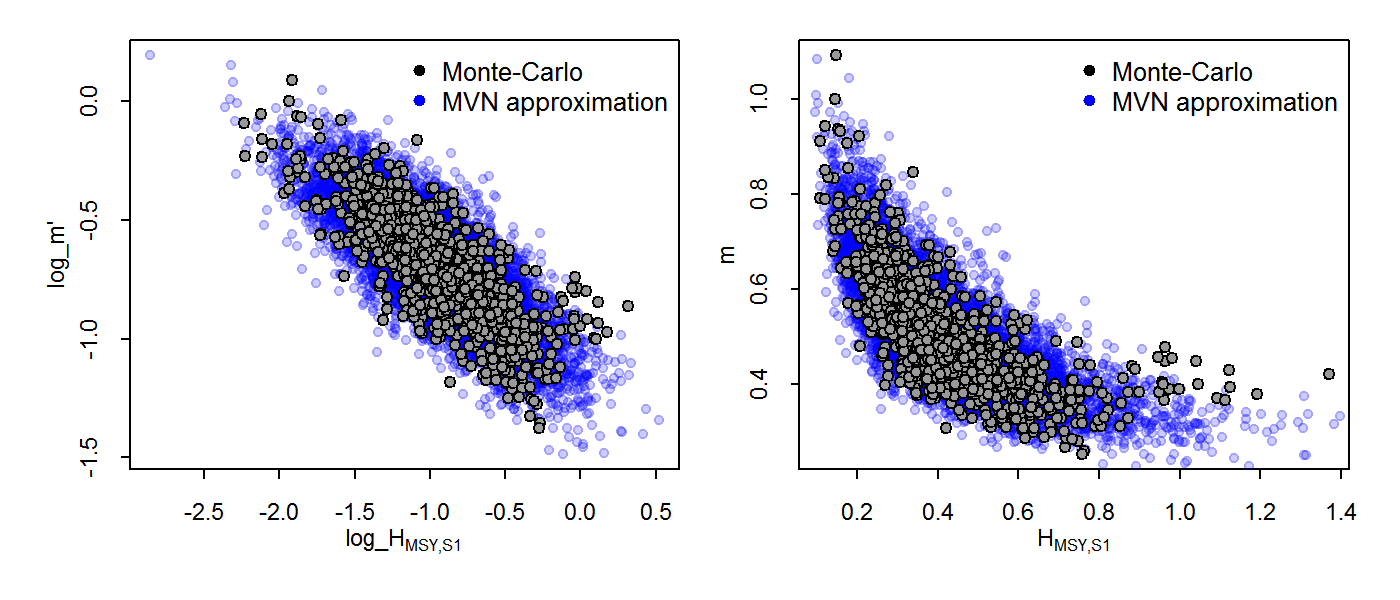 Monte-Carlo
MVN approximation
0.0
-0.5
-1.0
-1.5
log_m'
-2.5 -2.0 -1.5 -1.0 -0.5 0.0 0.5
log_H_MSY,S1
Monte-Carlo
MVN approximation
1.0
0.8
0.6
0.4
m
0.2 0.4 0.6 0.8 1.0 1.2 1.4
H_MSY,S1